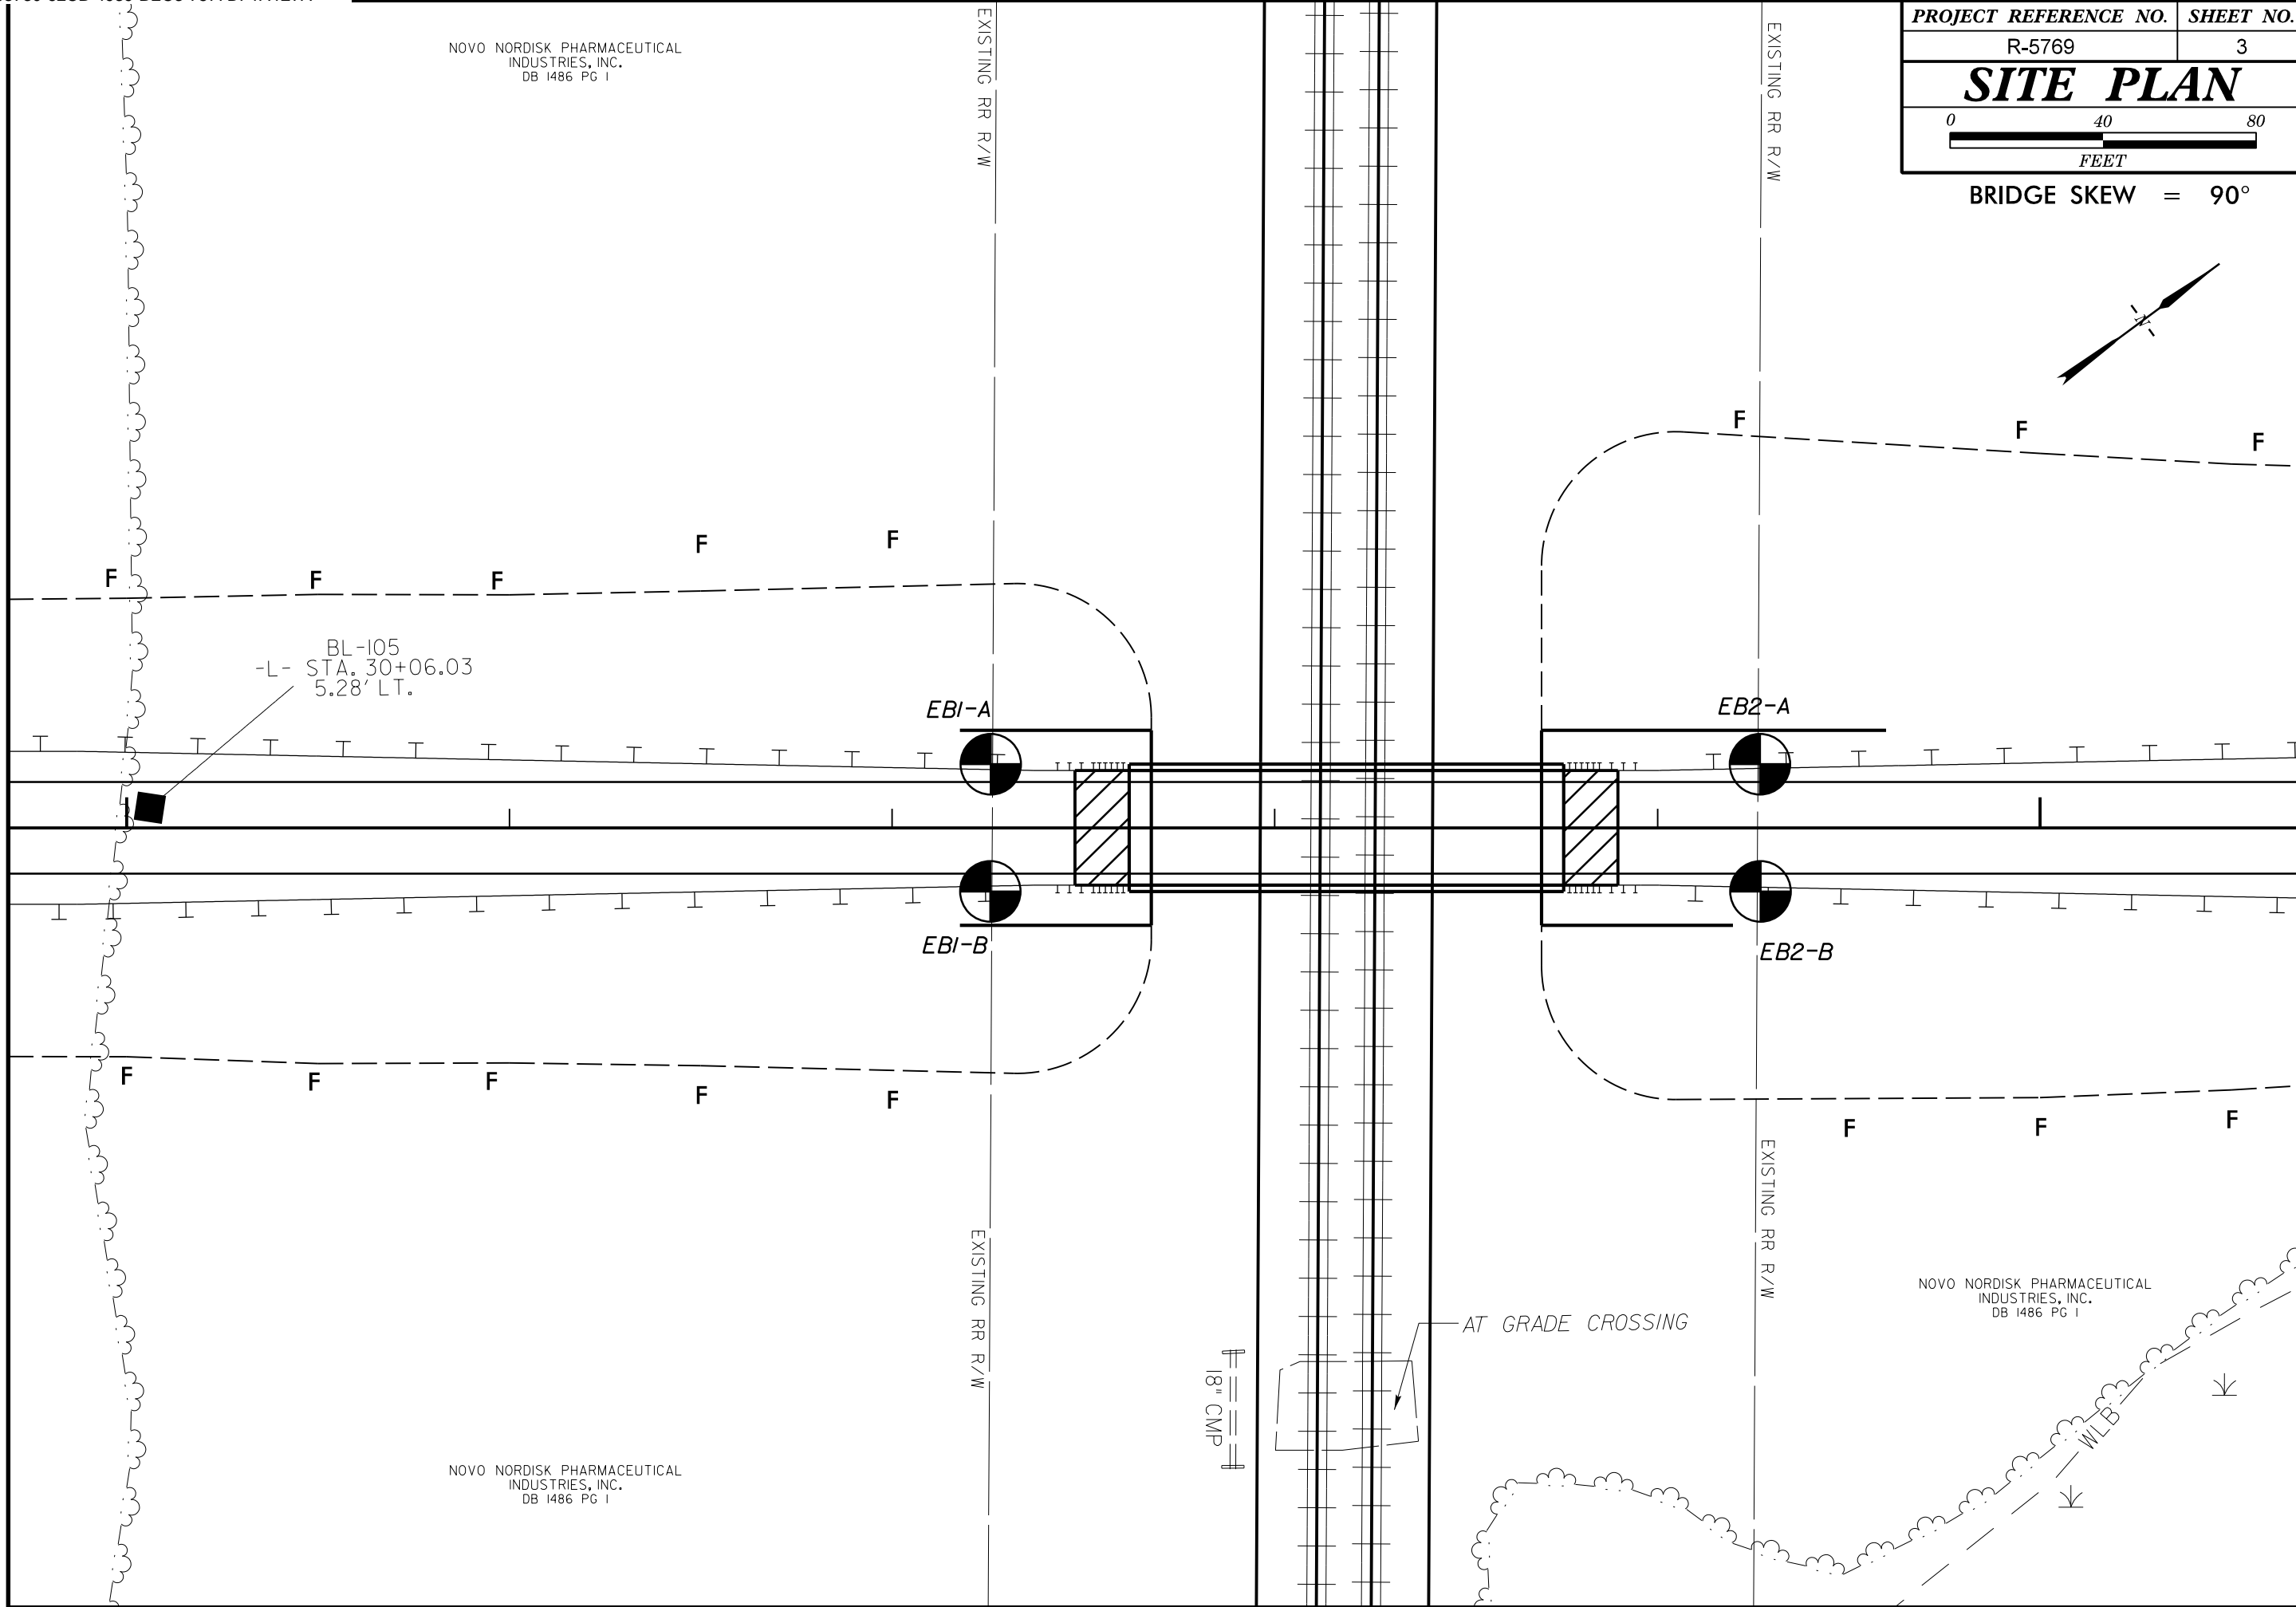 PROJECT REFERENCE NO.
SHEET NO.
R-5769
3
SITE PLAN
0 40 80
FEET
BRIDGE SKEW = 90°
N
NOVO NORDISK PHARMACEUTICAL
INDUSTRIES, INC.
DB 1486 PG 1
EXISTING RR R/W
EXISTING RR R/W
F
F
F
F
F
F
F
F
BL-105
-L- STA. 30+06.03
5.28' LT.
EB1-A
EB2-A
EB1-B
EB2-B
F
F
F
F
F
F
F
F
EXISTING RR R/W
EXISTING RR R/W
NOVO NORDISK PHARMACEUTICAL
INDUSTRIES, INC.
DB 1486 PG 1
AT GRADE CROSSING
18" CMP
WLB
NOVO NORDISK PHARMACEUTICAL
INDUSTRIES, INC.
DB 1486 PG 1